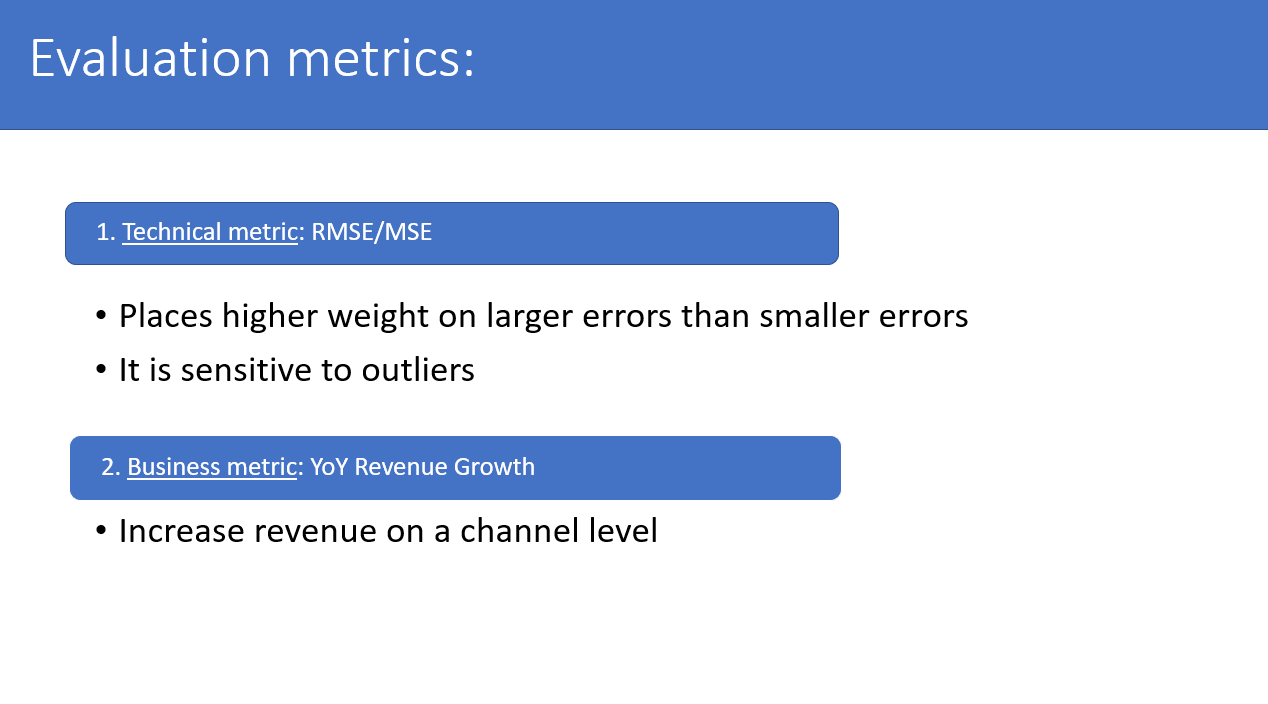 Evaluation metrics:
1. Technical metric: RMSE/MSE
• Places higher weight on larger errors than smaller errors
• It is sensitive to outliers
2. Business metric: YoY Revenue Growth
• Increase revenue on a channel level